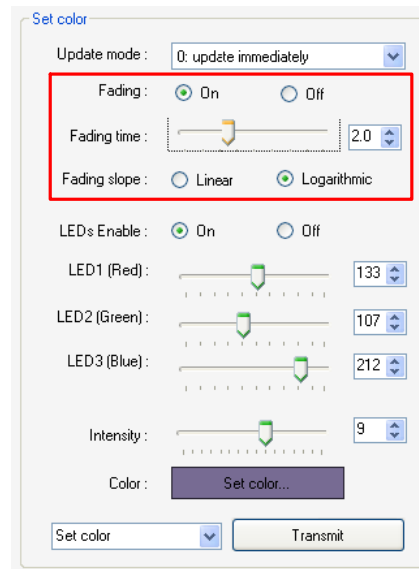 Set color
Update mode : 0: update immediately
Fading : On Off
Fading time : 2.0
Fading slope : Linear Logarithmic
LEDs Enable : On Off
LED1 (Red) : 133
LED2 (Green) : 107
LED3 (Blue) : 212
Intensity : 9
Color : Set color...
Set color Transmit